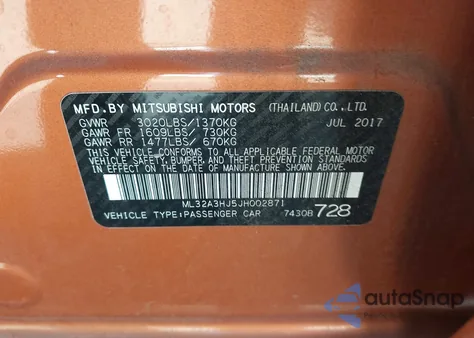 MFD.BY MITSUBISHI MOTORS (THAILAND)CO.,LTD.
GVWR 3020LBS/1370KG JUL 2017
GAWR FR 1609LBS/ 730KG
GAWR RR 1477LBS/ 670KG
THIS VEHICLE CONFORMS TO ALL APPLICABLE FEDERAL MOTOR
VEHICLE SAFETY, BUMPER, AND THEFT PREVENTION STANDARDS
IN EFFECT ON THE DATE OF MANUFACTURE SHOWN ABOVE.
ML32A3HJ5JH002871
VEHICLE TYPE:PASSENGER CAR 7430B 728
autoSnap